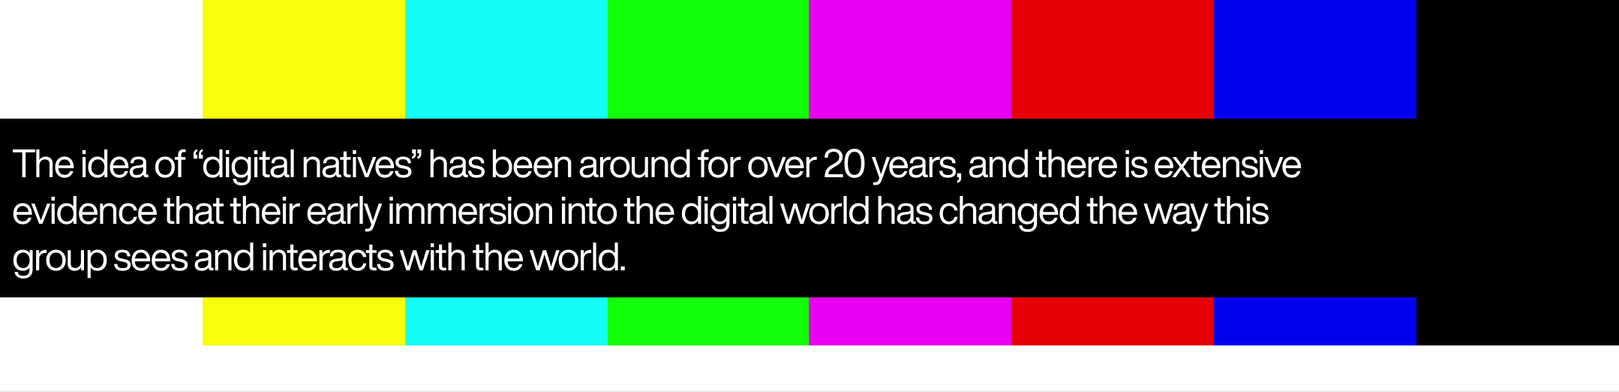 The idea of “digital natives” has been around for over 20 years, and there is extensive
evidence that their early immersion into the digital world has changed the way this
group sees and interacts with the world.